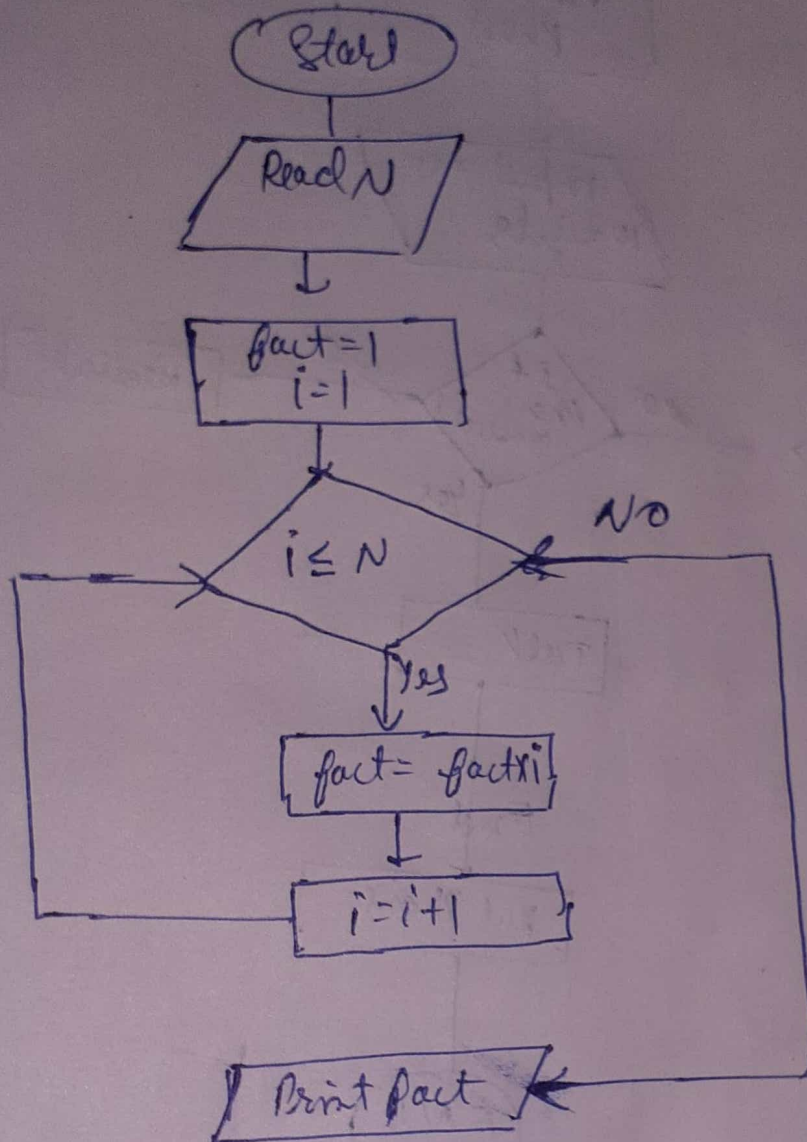 Start
Read N
fact=1
i=1
i≤N
NO
Yes
fact= fact×i
i=i+1
Print fact